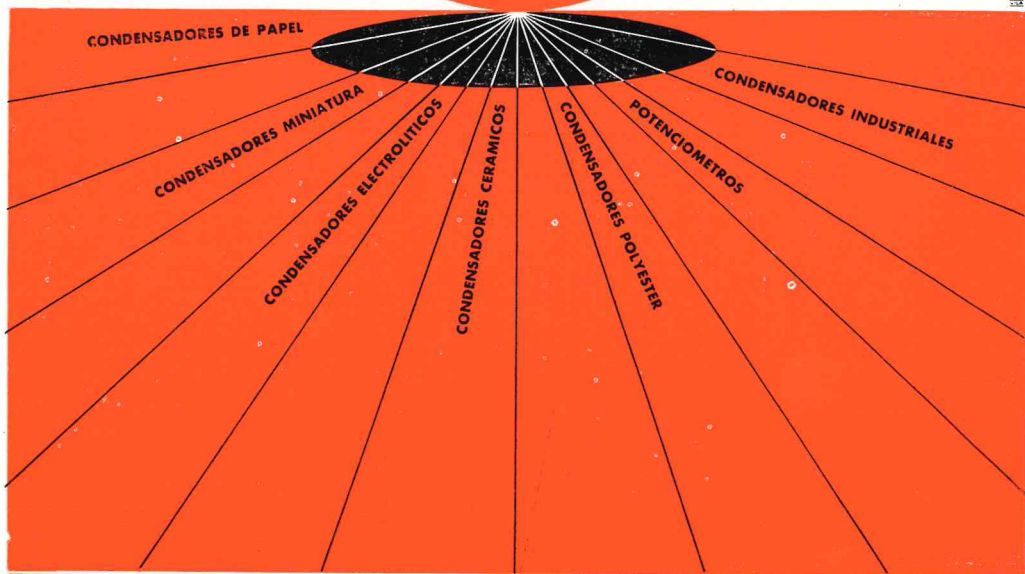 CONDENSADORES DE PAPEL
CONDENSADORES MINIATURA
CONDENSADORES ELECTROLITICOS
CONDENSADORES CERAMICOS
CONDENSADORES POLYESTER
POTENCIOMETROS
CONDENSADORES INDUSTRIALES